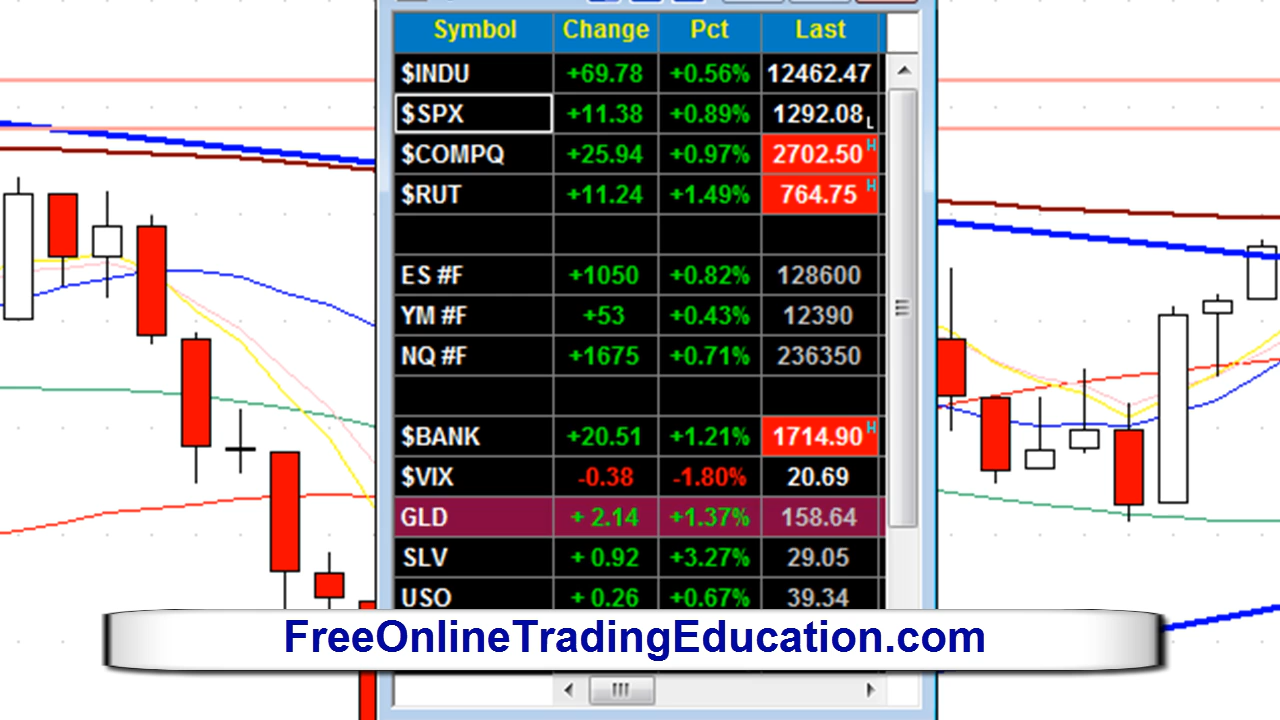 Symbol Change Pct Last
$INDU +69.78 +0.56% 12462.47
$SPX +11.38 +0.89% 1292.08 L
$COMPQ +25.94 +0.97% 2702.50 H
$RUT +11.24 +1.49% 764.75 H
ES #F +1050 +0.82% 128600
YM #F +53 +0.43% 12390
NQ #F +1675 +0.71% 236350
$BANK +20.51 +1.21% 1714.90 H
$VIX -0.38 -1.80% 20.69
GLD + 2.14 +1.37% 158.64
SLV + 0.92 +3.27% 29.05
USO + 0.26 +0.67% 39.34
FreeOnlineTradingEducation.com